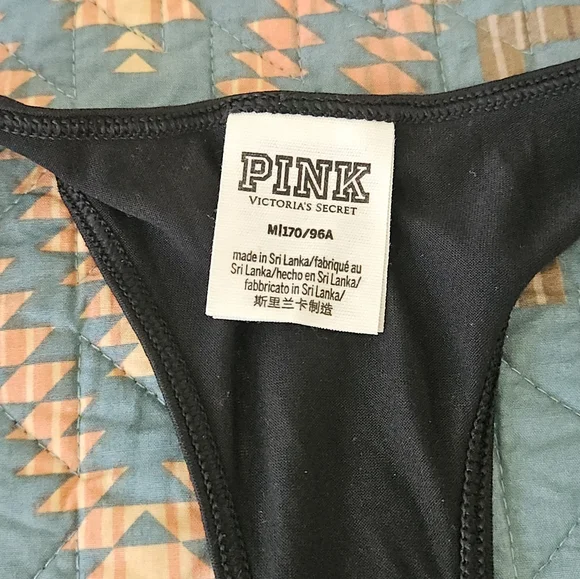 PINK
VICTORIA'S SECRET
M|170/96A
made in Sri Lanka/fabriqué au
Sri Lanka/hecho en Sri Lanka/
fabbricato in Sri Lanka/
斯里兰卡制造